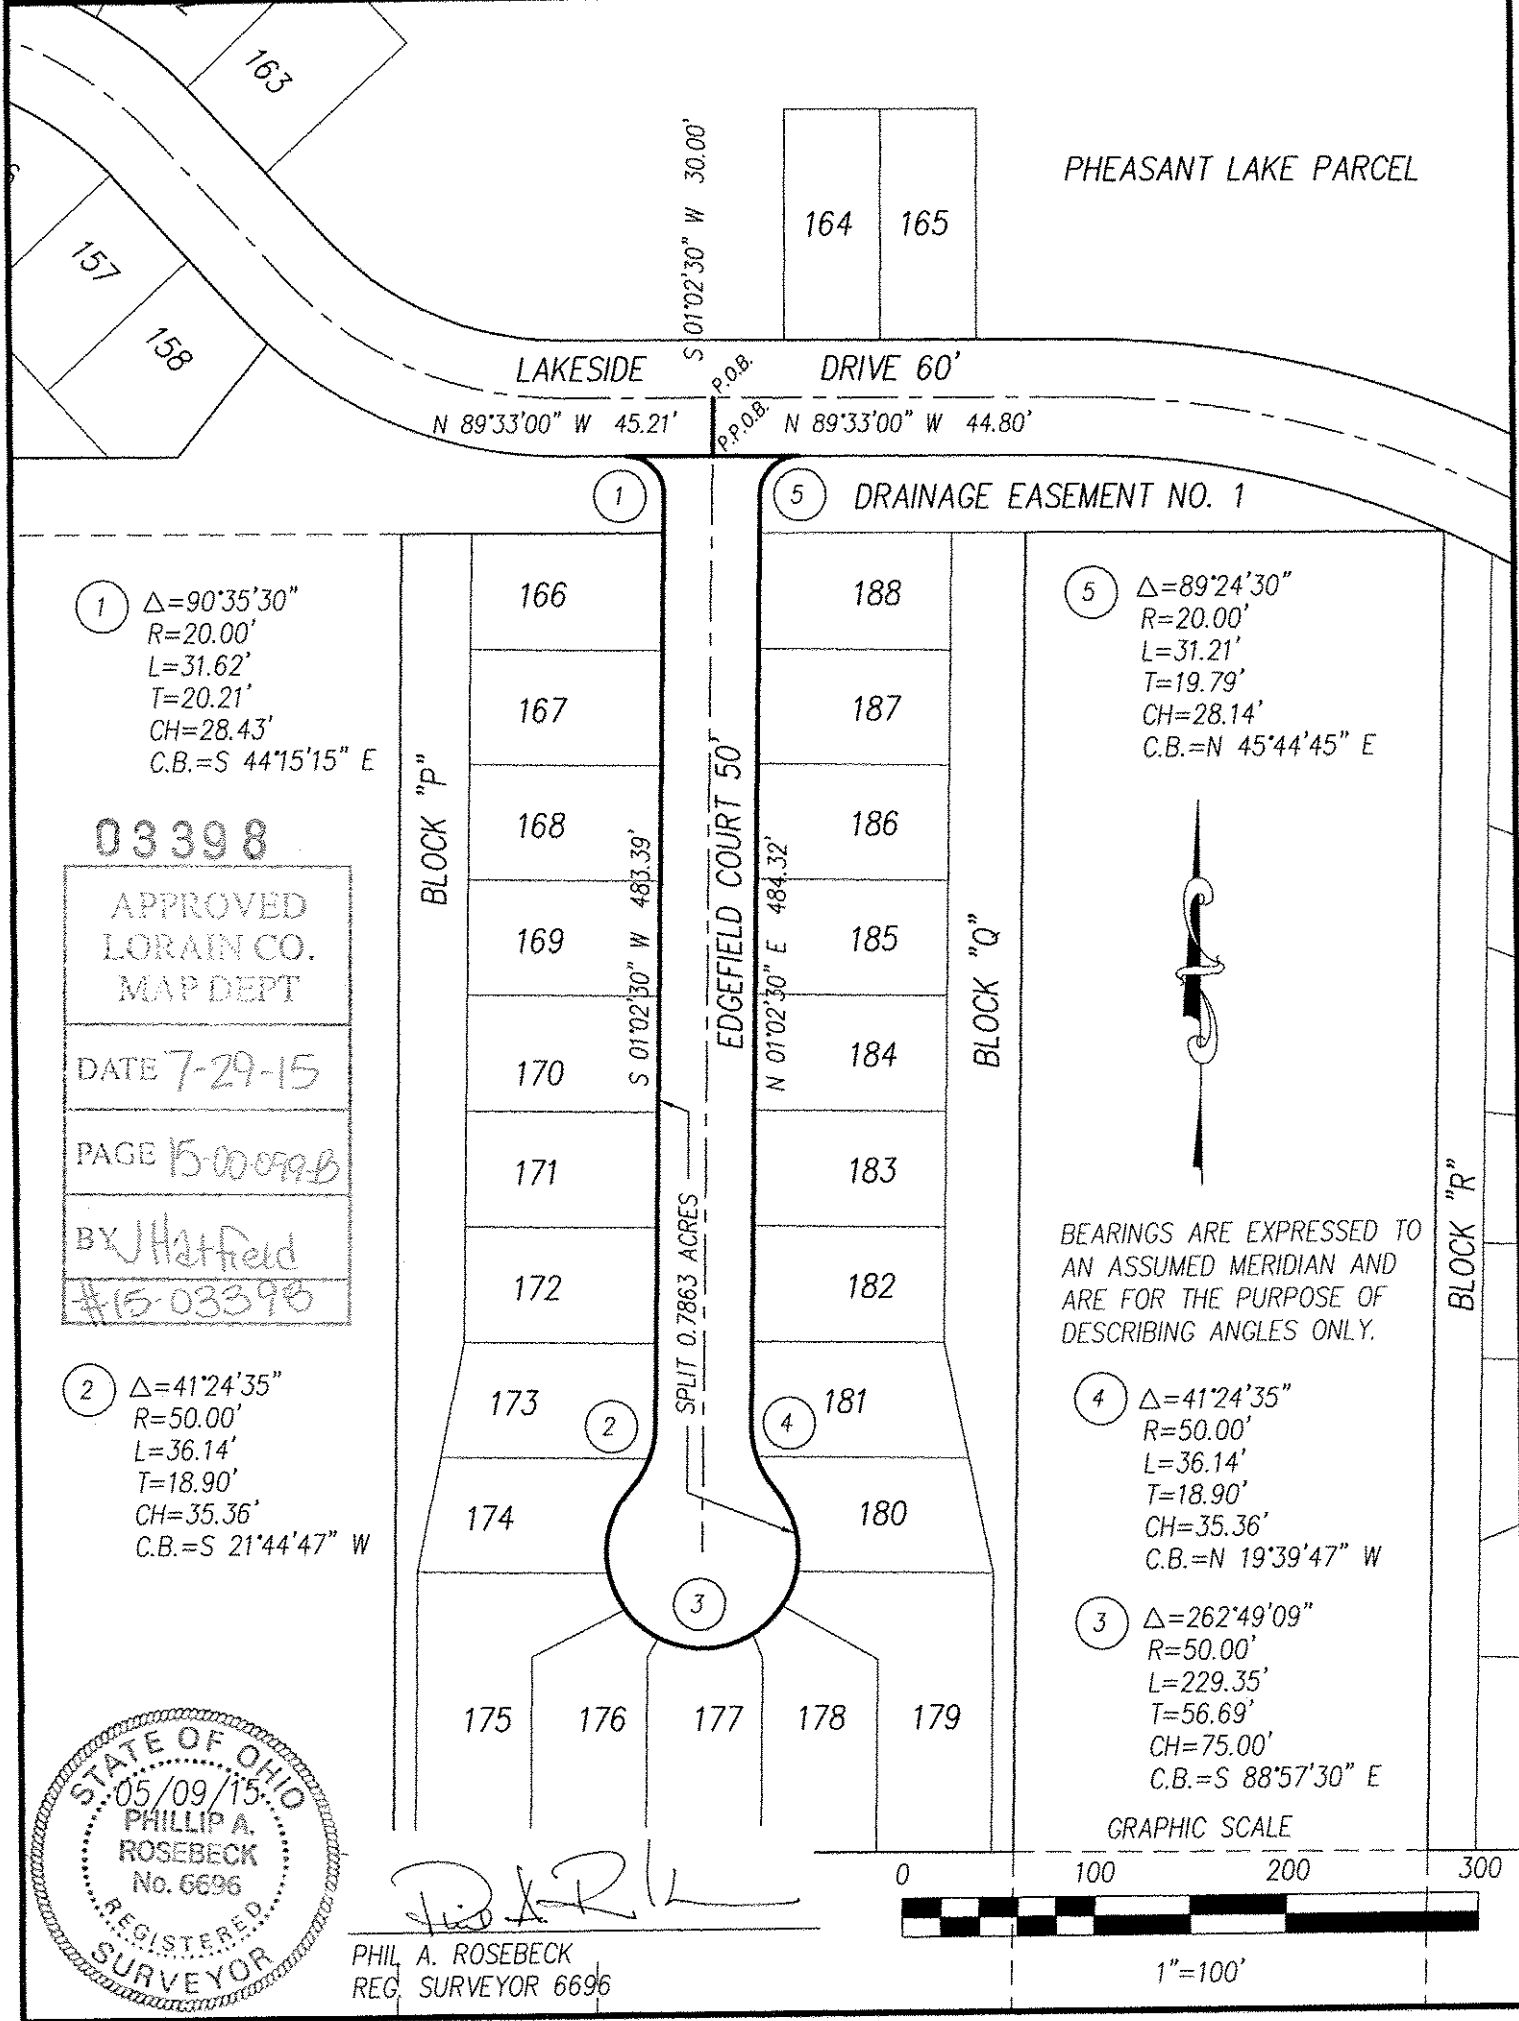 163
157
158
S 01°02'30" W 30.00'
164
165
PHEASANT LAKE PARCEL
LAKESIDE DRIVE 60'
P.O.B.
P.P.O.B.
N 89°33'00" W 45.21'
N 89°33'00" W 44.80'
1
5
DRAINAGE EASEMENT NO. 1
1
Δ=90°35'30"
R=20.00'
L=31.62'
T=20.21'
CH=28.43'
C.B.=S 44°15'15" E
5
Δ=89°24'30"
R=20.00'
L=31.21'
T=19.79'
CH=28.14'
C.B.=N 45°44'45" E
166
167
168
169
170
171
172
173
174
175
176
177
178
179
180
181
182
183
184
185
186
187
188
BLOCK "P"
S 01°02'30" W 483.39'
EDGEFIELD COURT 50'
N 01°02'30" E 484.32'
BLOCK "Q"
BLOCK "R"
SPLIT 0.7863 ACRES
2
4
3
03398
APPROVED
LORAIN CO.
MAP DEPT
DATE 7-29-15
PAGE 15-00-099-B
BY JHatfield
#15-03398
BEARINGS ARE EXPRESSED TO
AN ASSUMED MERIDIAN AND
ARE FOR THE PURPOSE OF
DESCRIBING ANGLES ONLY.
2
Δ=41°24'35"
R=50.00'
L=36.14'
T=18.90'
CH=35.36'
C.B.=S 21°44'47" W
4
Δ=41°24'35"
R=50.00'
L=36.14'
T=18.90'
CH=35.36'
C.B.=N 19°39'47" W
3
Δ=262°49'09"
R=50.00'
L=229.35'
T=56.69'
CH=75.00'
C.B.=S 88°57'30" E
STATE OF OHIO
05/09/15
PHILLIP A.
ROSEBECK
No. 6696
REGISTERED
SURVEYOR
PHIL A. ROSEBECK
REG. SURVEYOR 6696
GRAPHIC SCALE
0 100 200 300
1"=100'